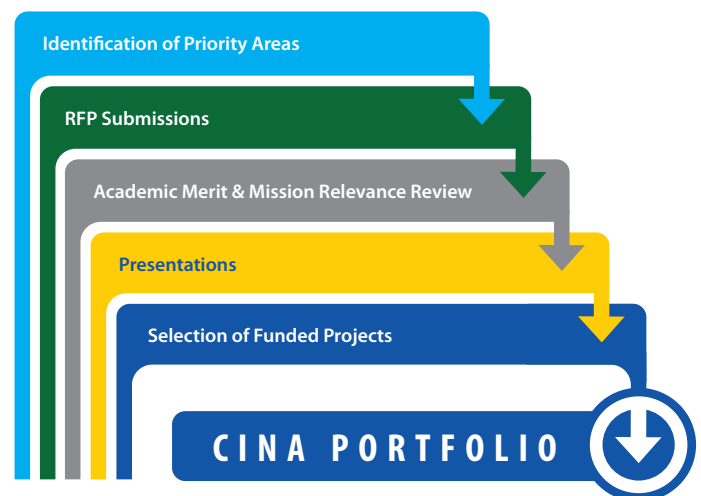 Identification of Priority Areas
RFP Submissions
Academic Merit & Mission Relevance Review
Presentations
Selection of Funded Projects
CINA PORTFOLIO